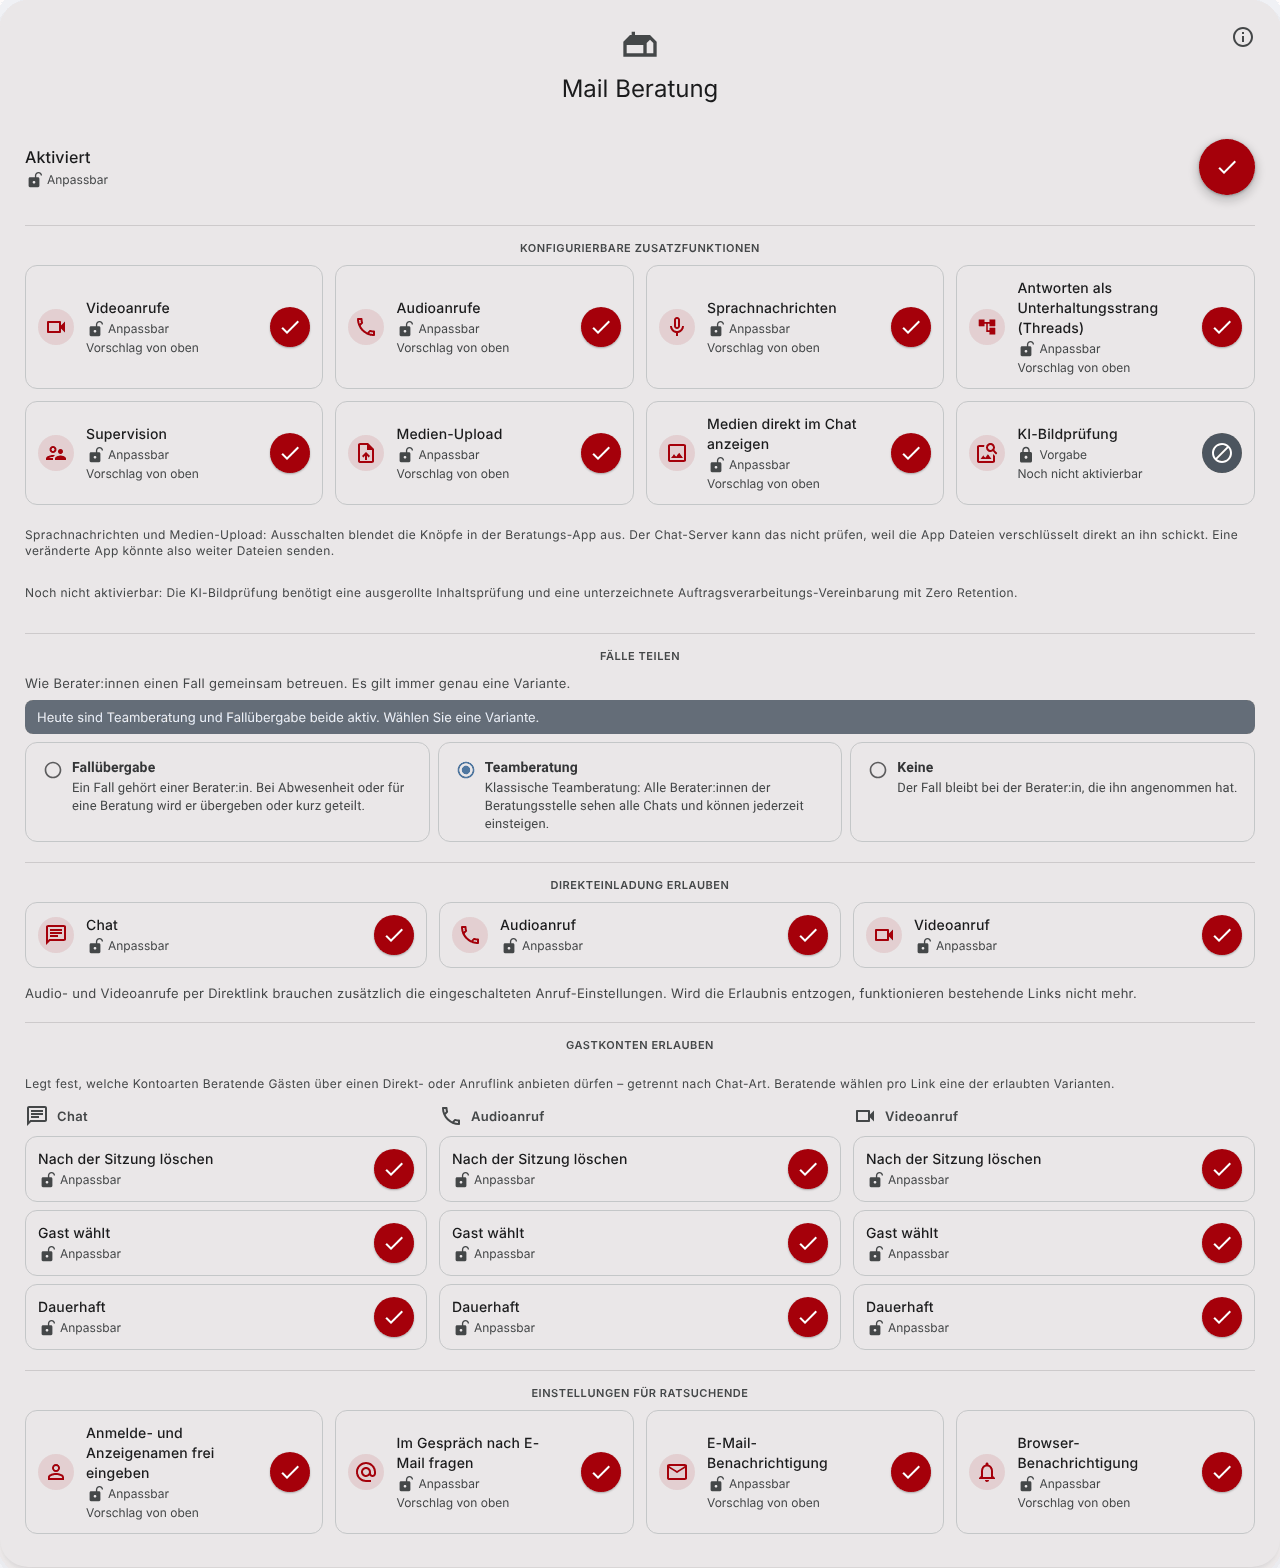 Mail Beratung
Aktiviert
Anpassbar
KONFIGURIERBARE ZUSATZFUNKTIONEN
Videoanrufe
Anpassbar
Vorschlag von oben
Audioanrufe
Anpassbar
Vorschlag von oben
Sprachnachrichten
Anpassbar
Vorschlag von oben
Antworten als
Unterhaltungsstrang
(Threads)
Anpassbar
Vorschlag von oben
Supervision
Anpassbar
Vorschlag von oben
Medien-Upload
Anpassbar
Vorschlag von oben
Medien direkt im Chat
anzeigen
Anpassbar
Vorschlag von oben
KI-Bildprüfung
Vorgabe
Noch nicht aktivierbar
Sprachnachrichten und Medien-Upload: Ausschalten blendet die Knöpfe in der Beratungs-App aus. Der Chat-Server kann das nicht prüfen, weil die App Dateien verschlüsselt direkt an ihn schickt. Eine
veränderte App könnte also weiter Dateien senden.
Noch nicht aktivierbar: Die KI-Bildprüfung benötigt eine ausgerollte Inhaltsprüfung und eine unterzeichnete Auftragsverarbeitungs-Vereinbarung mit Zero Retention.
FÄLLE TEILEN
Wie Berater:innen einen Fall gemeinsam betreuen. Es gilt immer genau eine Variante.
Heute sind Teamberatung und Fallübergabe beide aktiv. Wählen Sie eine Variante.
Fallübergabe
Ein Fall gehört einer Berater:in. Bei Abwesenheit oder für
eine Beratung wird er übergeben oder kurz geteilt.
Teamberatung
Klassische Teamberatung: Alle Berater:innen der
Beratungsstelle sehen alle Chats und können jederzeit
einsteigen.
Keine
Der Fall bleibt bei der Berater:in, die ihn angenommen hat.
DIREKTEINLADUNG ERLAUBEN
Chat
Anpassbar
Audioanruf
Anpassbar
Videoanruf
Anpassbar
Audio- und Videoanrufe per Direktlink brauchen zusätzlich die eingeschalteten Anruf-Einstellungen. Wird die Erlaubnis entzogen, funktionieren bestehende Links nicht mehr.
GASTKONTEN ERLAUBEN
Legt fest, welche Kontoarten Beratende Gästen über einen Direkt- oder Anruflink anbieten dürfen – getrennt nach Chat-Art. Beratende wählen pro Link eine der erlaubten Varianten.
Chat
Nach der Sitzung löschen
Anpassbar
Gast wählt
Anpassbar
Dauerhaft
Anpassbar
Audioanruf
Nach der Sitzung löschen
Anpassbar
Gast wählt
Anpassbar
Dauerhaft
Anpassbar
Videoanruf
Nach der Sitzung löschen
Anpassbar
Gast wählt
Anpassbar
Dauerhaft
Anpassbar
EINSTELLUNGEN FÜR RATSUCHENDE
Anmelde- und
Anzeigenamen frei
eingeben
Anpassbar
Vorschlag von oben
Im Gespräch nach E-
Mail fragen
Anpassbar
Vorschlag von oben
E-Mail-
Benachrichtigung
Anpassbar
Vorschlag von oben
Browser-
Benachrichtigung
Anpassbar
Vorschlag von oben